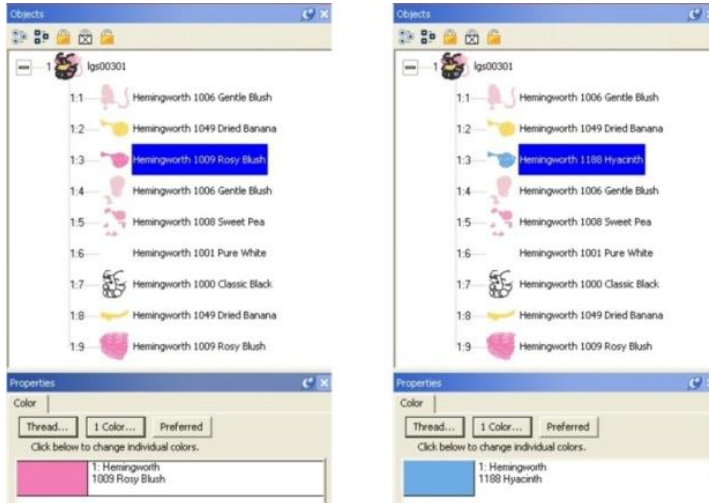 Objects
1 lgs00301
1:1 Hemingworth 1006 Gentle Blush
1:2 Hemingworth 1049 Dried Banana
1:3 Hemingworth 1009 Rosy Blush
1:4 Hemingworth 1006 Gentle Blush
1:5 Hemingworth 1008 Sweet Pea
1:6 Hemingworth 1001 Pure White
1:7 Hemingworth 1000 Classic Black
1:8 Hemingworth 1049 Dried Banana
1:9 Hemingworth 1009 Rosy Blush
Properties
Color
Thread... 1 Color... Preferred
Click below to change individual colors.
1: Hemingworth
1009 Rosy Blush
Objects
1 lgs00301
1:1 Hemingworth 1006 Gentle Blush
1:2 Hemingworth 1049 Dried Banana
1:3 Hemingworth 1188 Hyacinth
1:4 Hemingworth 1006 Gentle Blush
1:5 Hemingworth 1008 Sweet Pea
1:6 Hemingworth 1001 Pure White
1:7 Hemingworth 1000 Classic Black
1:8 Hemingworth 1049 Dried Banana
1:9 Hemingworth 1009 Rosy Blush
Properties
Color
Thread... 1 Color... Preferred
Click below to change individual colors.
1: Hemingworth
1188 Hyacinth